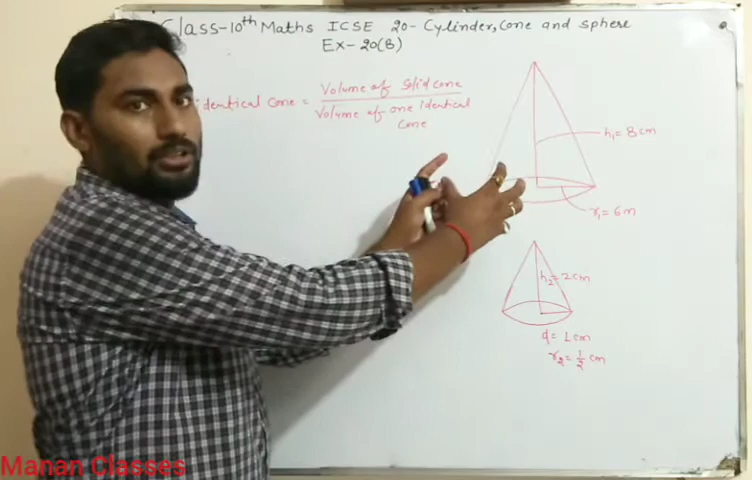 Class-10th Maths ICSE 20- Cylinder, Cone and sphere
Ex- 20(B)
identical Cone = Volume of Solid cone
Volume of one identical
Cone
h1 = 8 cm
r1 = 6 m
h2 = 2 cm
d = 1 cm
r2 = 1/2 cm
Manan Classes